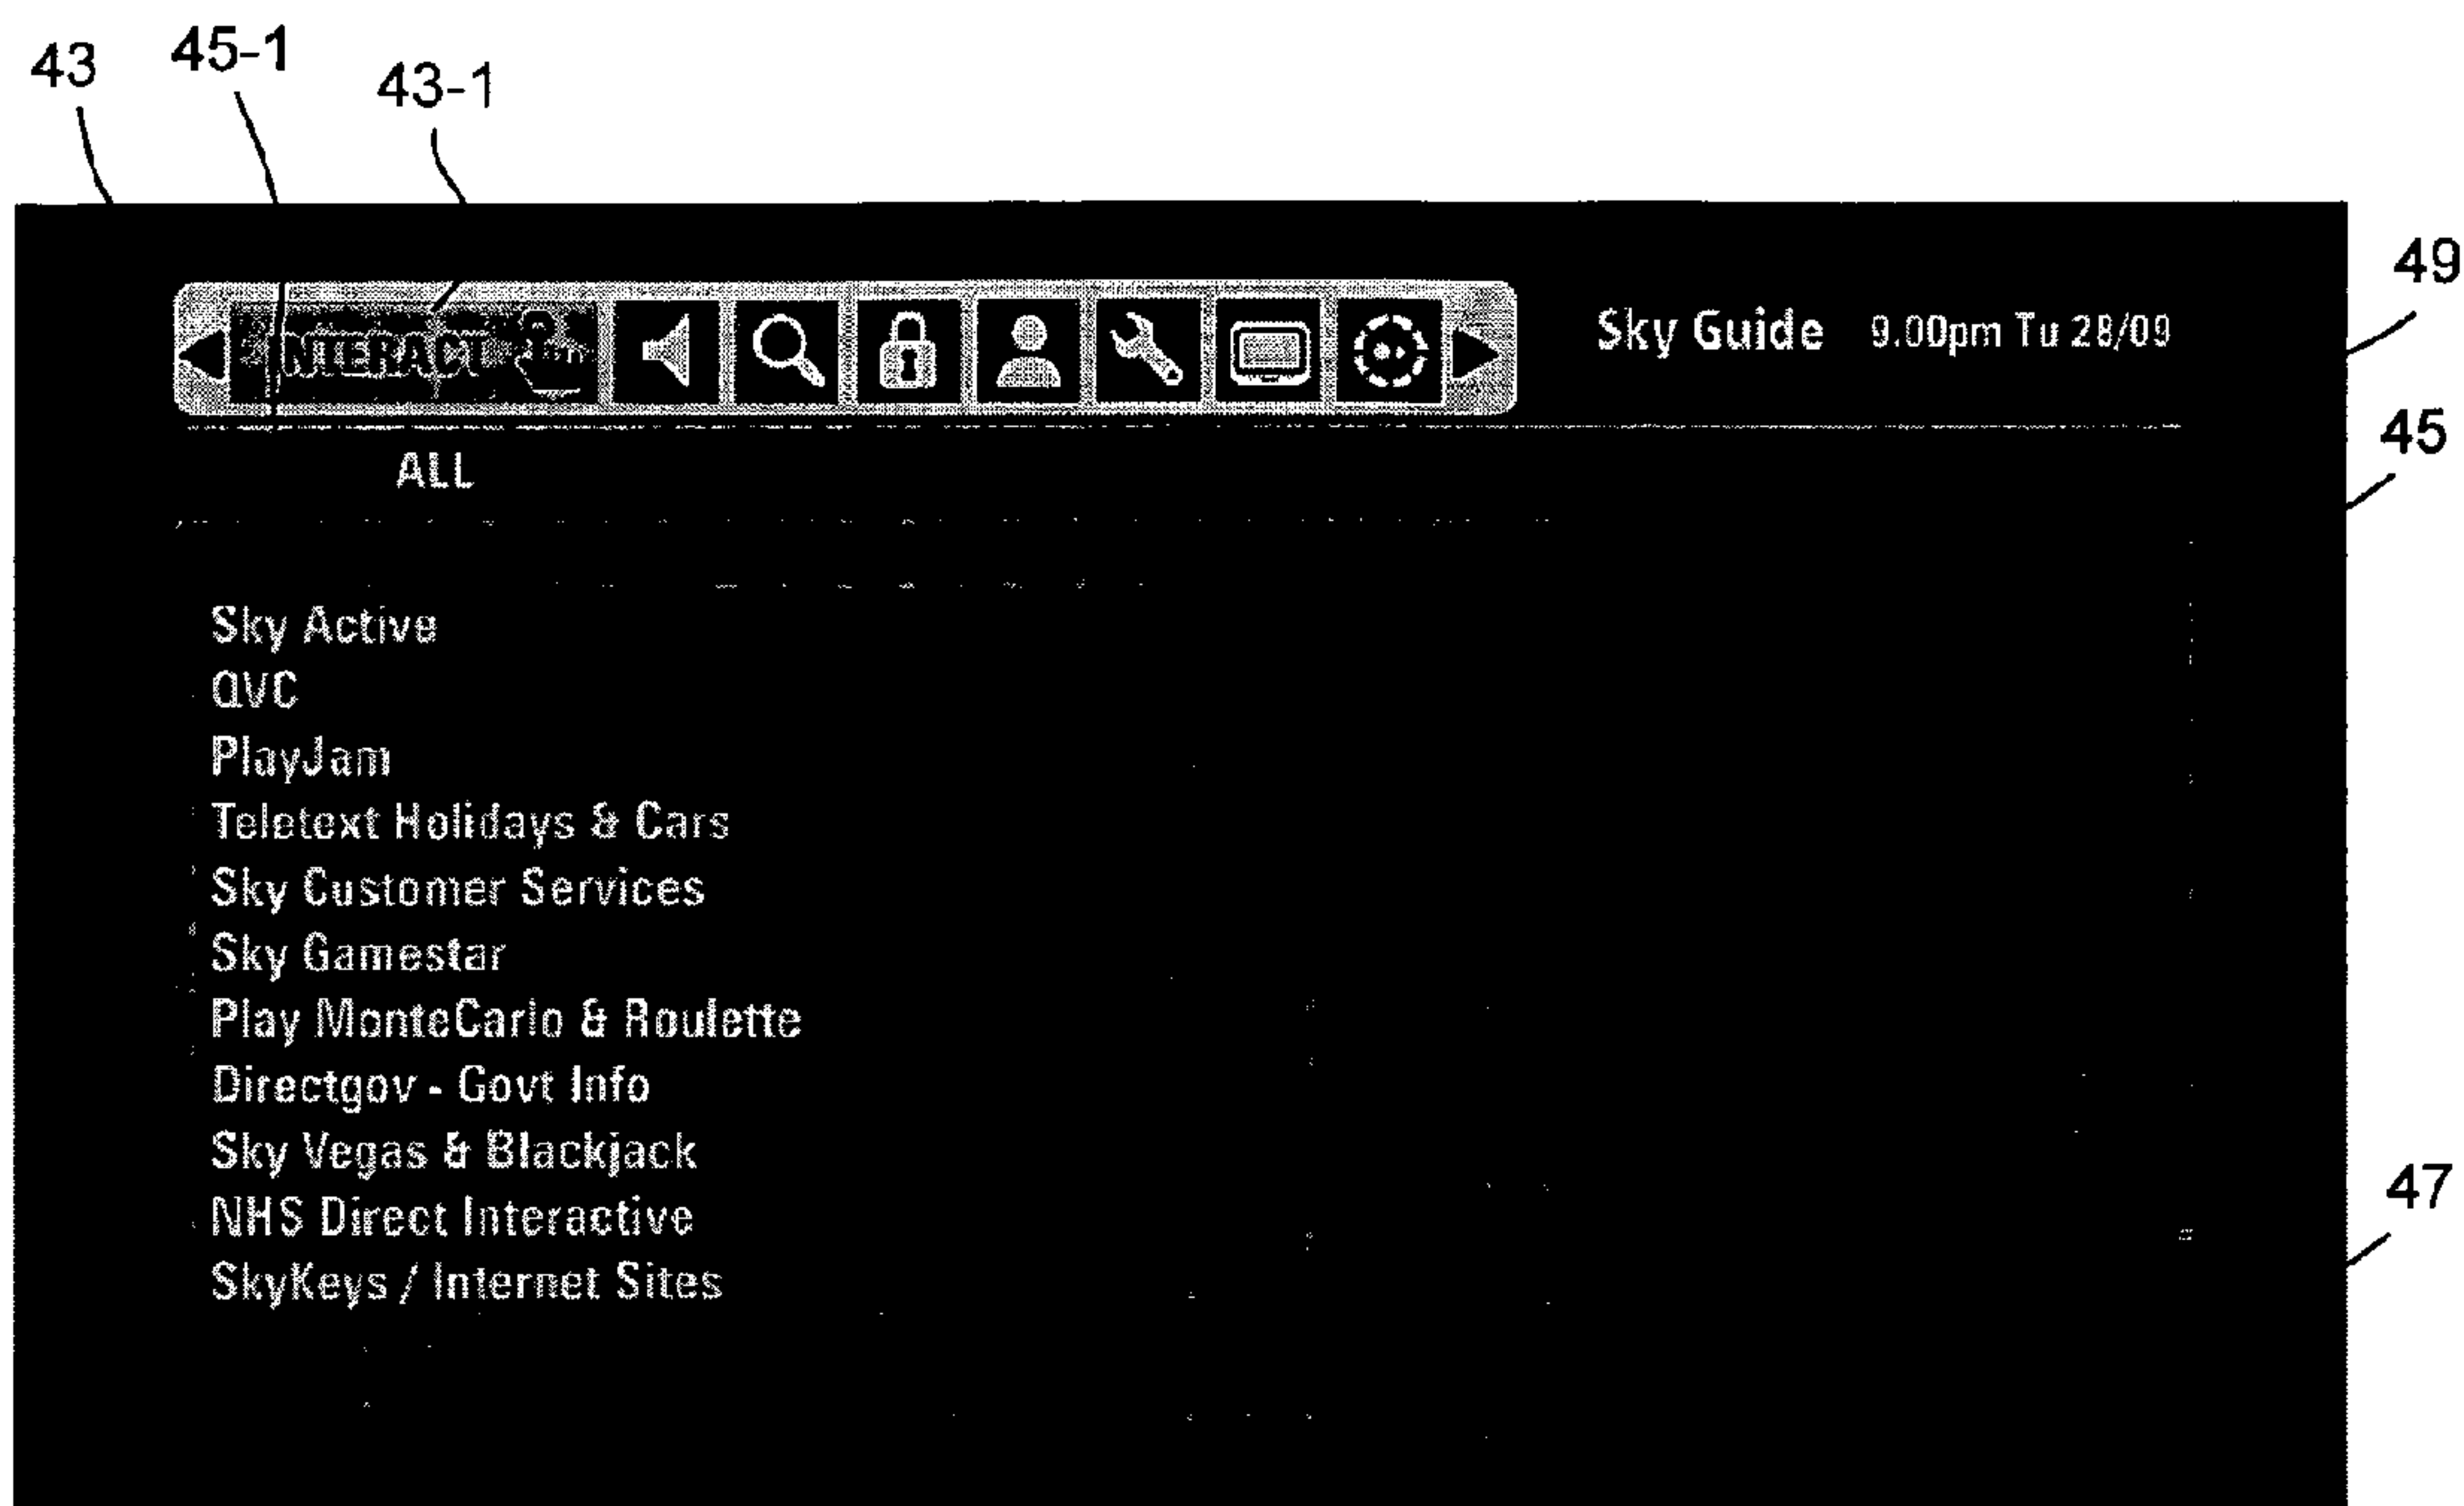 43
45-1
43-1
49
INTERACT
Sky Guide 9.00pm Tu 28/09
45
ALL
Sky Active
QVC
PlayJam
Teletext Holidays & Cars
Sky Customer Services
Sky Gamestar
Play MonteCarlo & Roulette
Directgov - Govt Info
Sky Vegas & Blackjack
47
NHS Direct Interactive
SkyKeys / Internet Sites